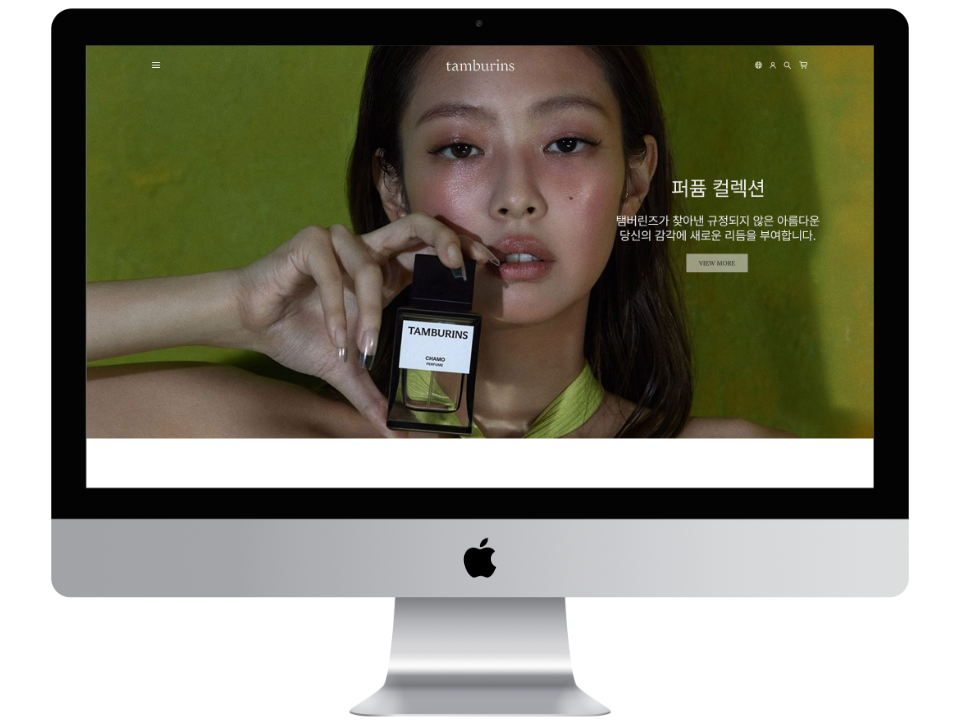 tamburins
퍼퓸 컬렉션
탬버린즈가 찾아낸 규정되지 않은 아름다운
당신의 감각에 새로운 리듬을 부여합니다.
VIEW MORE
TAMBURINS
CHAMO
PERFUME